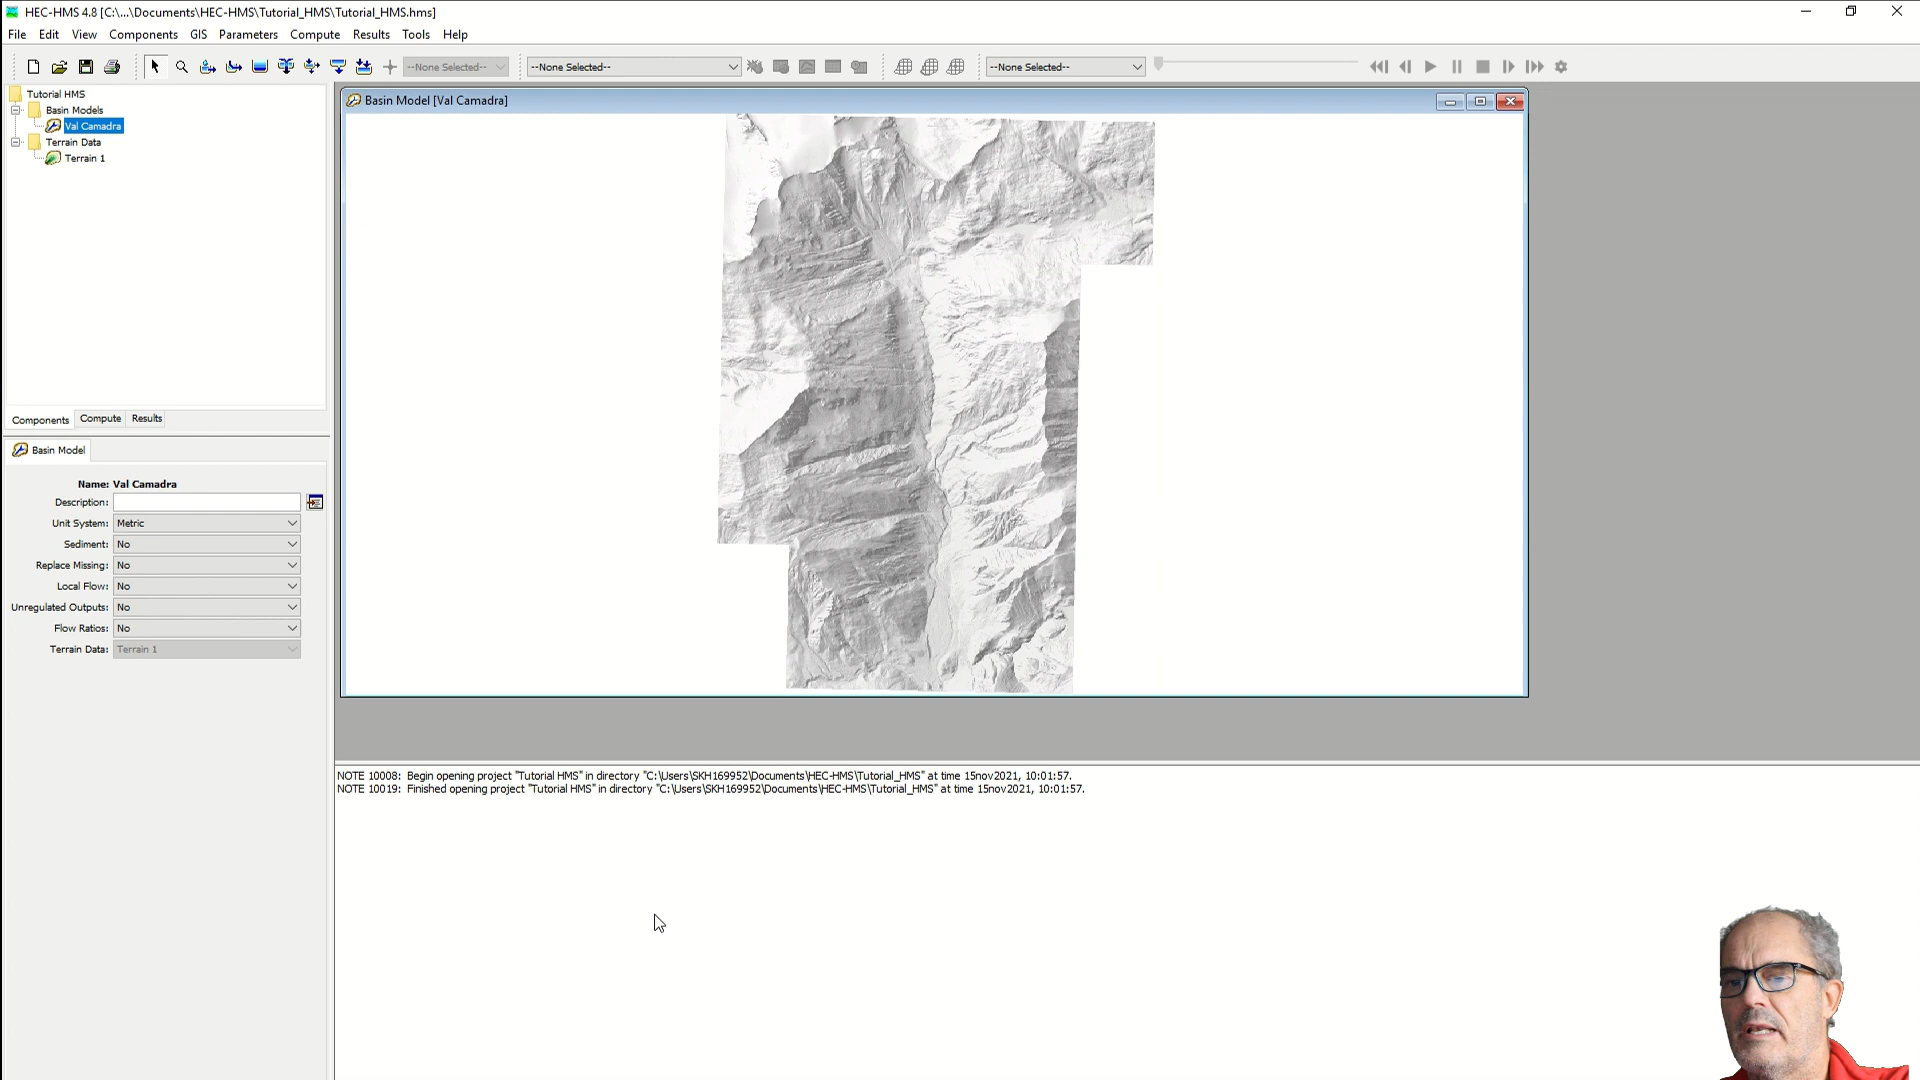 HEC-HMS 4.8 [C:\...\Documents\HEC-HMS\Tutorial_HMS\Tutorial_HMS.hms]
File Edit View Components GIS Parameters Compute Results Tools Help
--None Selected-- --None Selected-- --None Selected--
Tutorial HMS
Basin Models
Val Camadra
Terrain Data
Terrain 1
Components Compute Results
Basin Model
Name: Val Camadra
Description:
Unit System: Metric
Sediment: No
Replace Missing: No
Local Flow: No
Unregulated Outputs: No
Flow Ratios: No
Terrain Data: Terrain 1
Basin Model [Val Camadra]
NOTE 10008: Begin opening project "Tutorial HMS" in directory "C:\Users\SKH169952\Documents\HEC-HMS\Tutorial_HMS" at time 15nov2021, 10:01:57.
NOTE 10019: Finished opening project "Tutorial HMS" in directory "C:\Users\SKH169952\Documents\HEC-HMS\Tutorial_HMS" at time 15nov2021, 10:01:57.